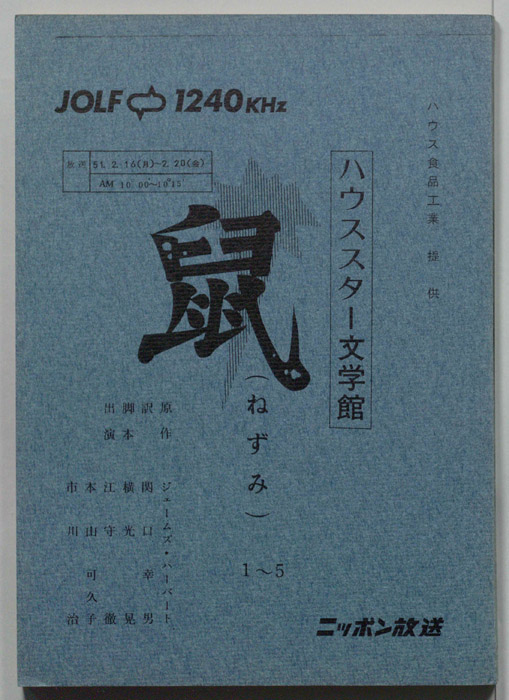 JOLF 1240KHz
ハウス食品工業 提供
放送 51. 2. 16(月)~2. 20(金)
AM 10. 00~10 15
ハウススター文学館
鼠
(ねずみ)
1~5
原作 ジェームズ・ハーバート
訳 関口幸男
脚本 横光晃
出演 江守徹
本山可久子
市川治
ニッポン放送